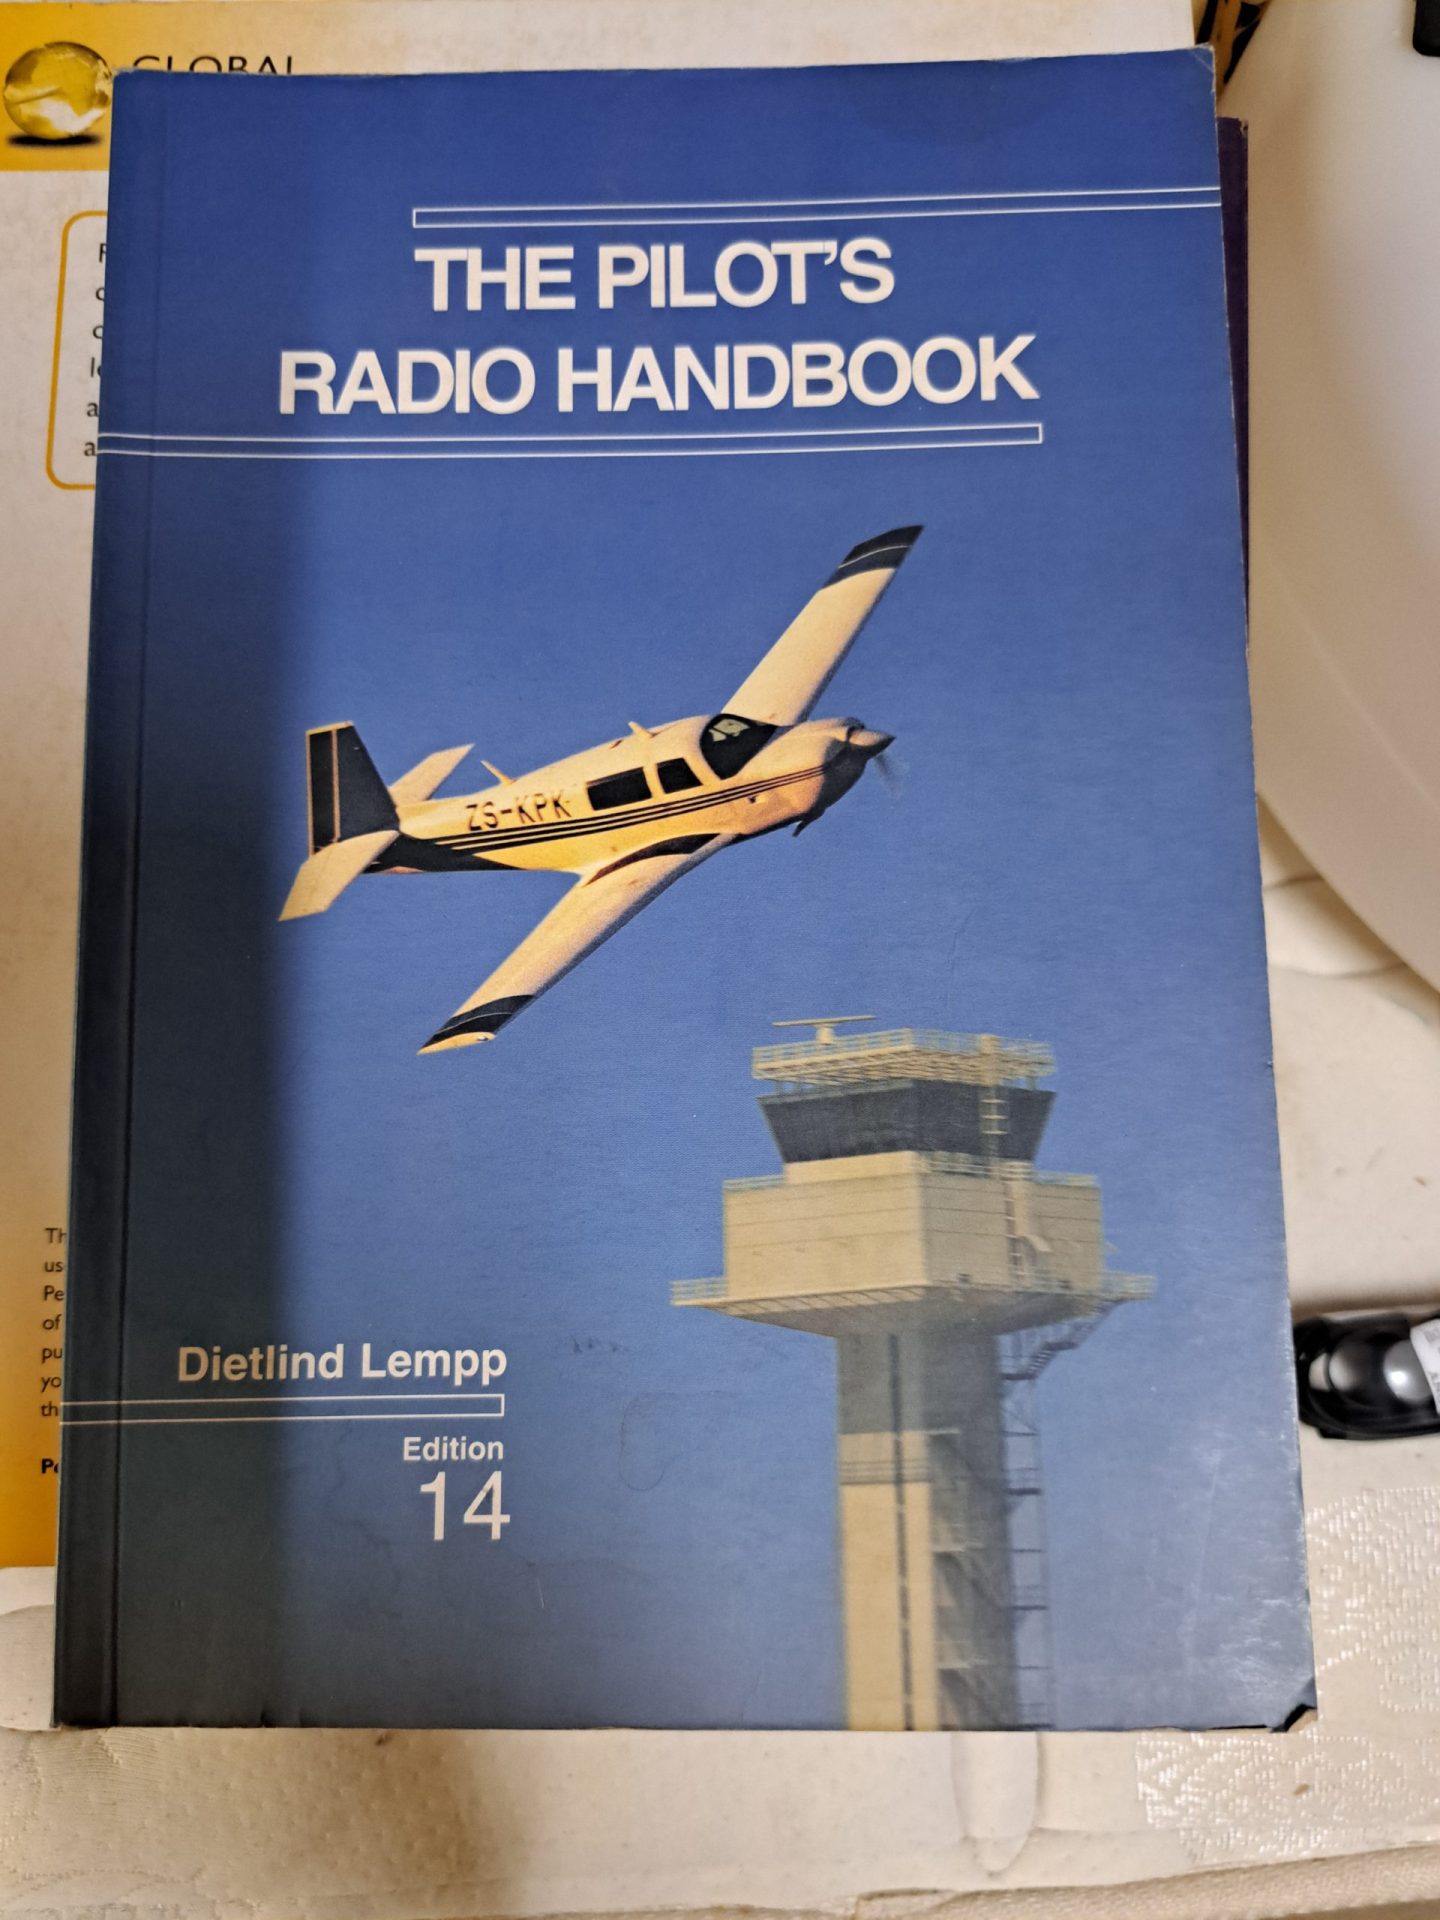 GLOBAL
THE PILOT'S
RADIO HANDBOOK
ZS-KPK
Dietlind Lempp
Edition
14